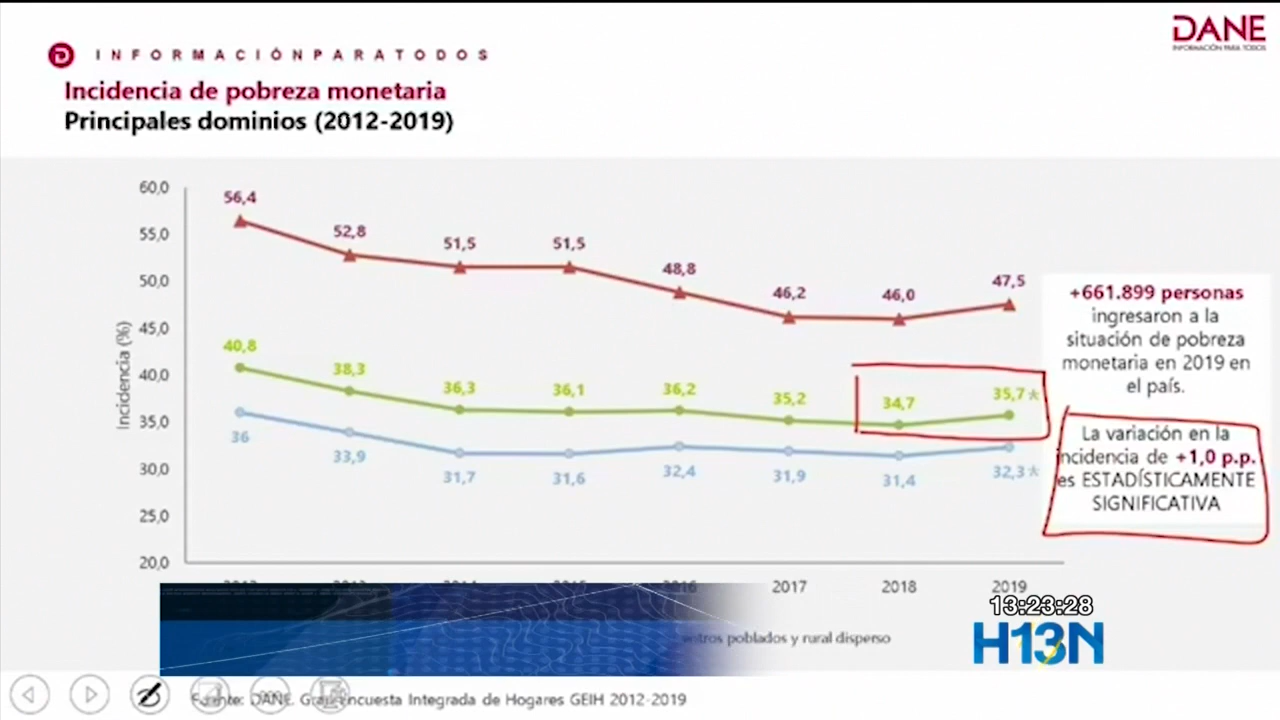 DANE
INFORMACIÓN PARA TODOS
INFORMACIÓNPARATODOS
Incidencia de pobreza monetaria
Principales dominios (2012-2019)
Incidencia (%)
60,0
55,0
50,0
45,0
40,0
35,0
30,0
25,0
20,0
56,4
52,8
51,5
51,5
48,8
46,2
46,0
47,5
40,8
38,3
36,3
36,1
36,2
35,2
34,7
35,7*
36
33,9
31,7
31,6
32,4
31,9
31,4
32,3*
+661.899 personas
ingresaron a la
situación de pobreza
monetaria en 2019 en
el país.
La variación en la
incidencia de +1,0 p.p.
es ESTADÍSTICAMENTE
SIGNIFICATIVA
2017
2018
2019
poblados y rural disperso
13:23:28
H13N
Fuente: DANE. Gran Encuesta Integrada de Hogares GEIH 2012-2019